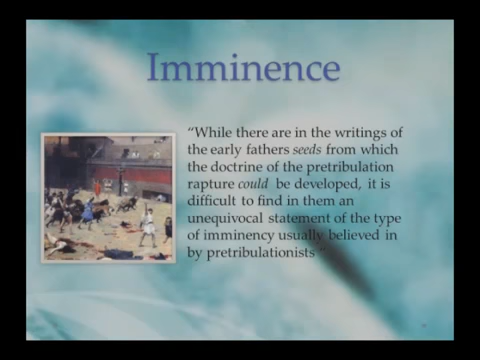 Imminence
“While there are in the writings of
the early fathers seeds from which
the doctrine of the pretribulation
rapture could be developed, it is
difficult to find in them an
unequivocal statement of the type
of imminency usually believed in
by pretribulationists”